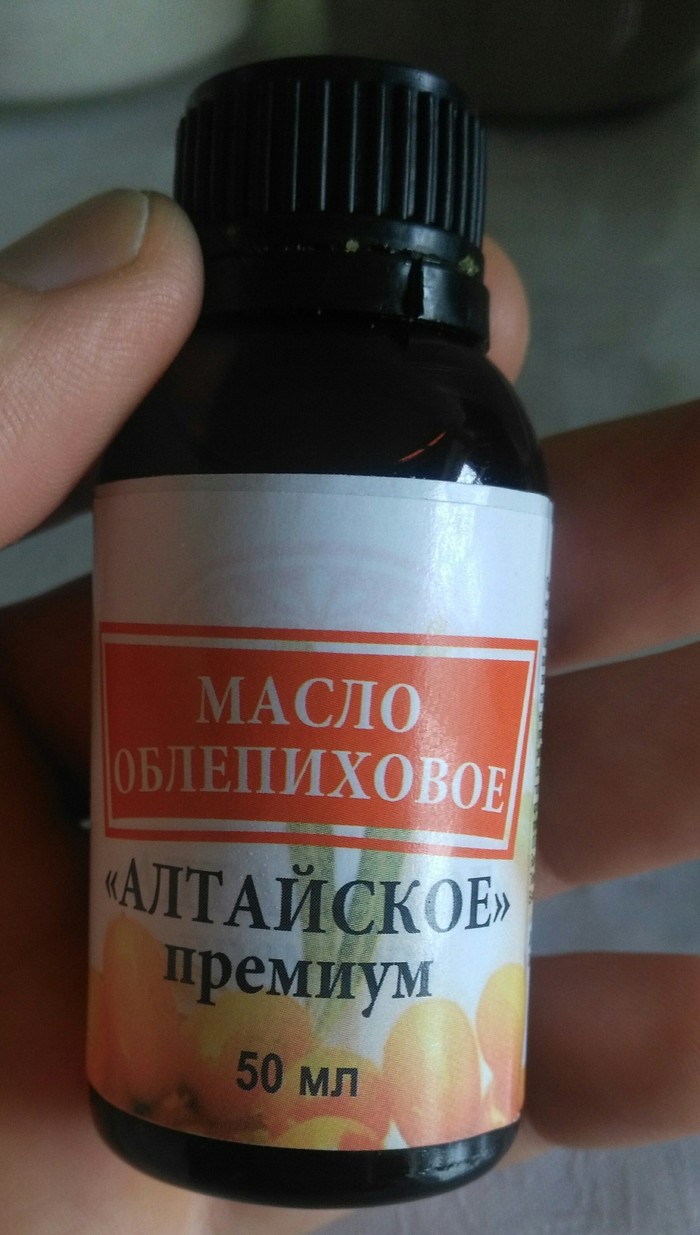 МАСЛО
ОБЛЕПИХОВОЕ
«АЛТАЙСКОЕ»
премиум
50 мл